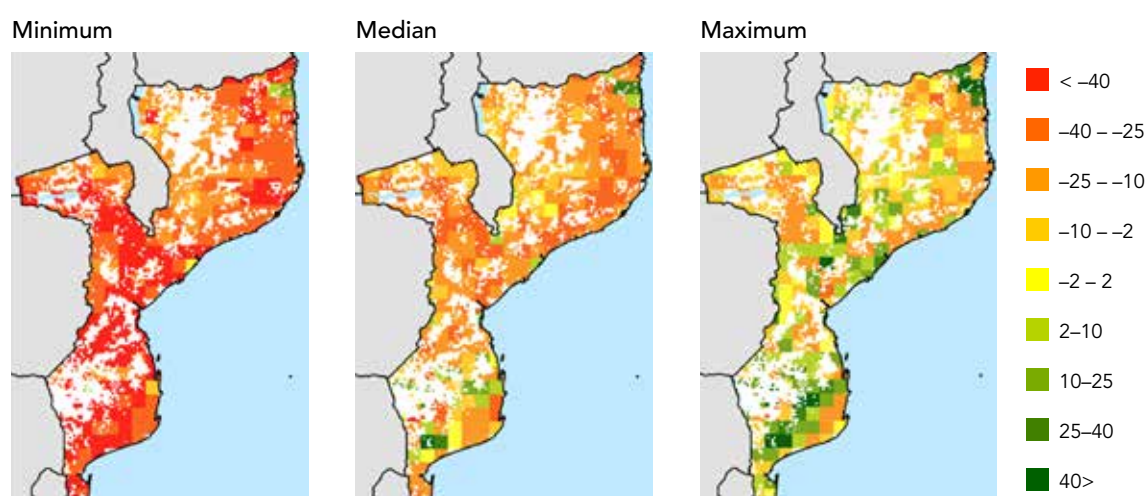 Minimum
Median
Maximum
< –40
–40 – –25
–25 – –10
–10 – –2
–2 – 2
2–10
10–25
25–40
40>